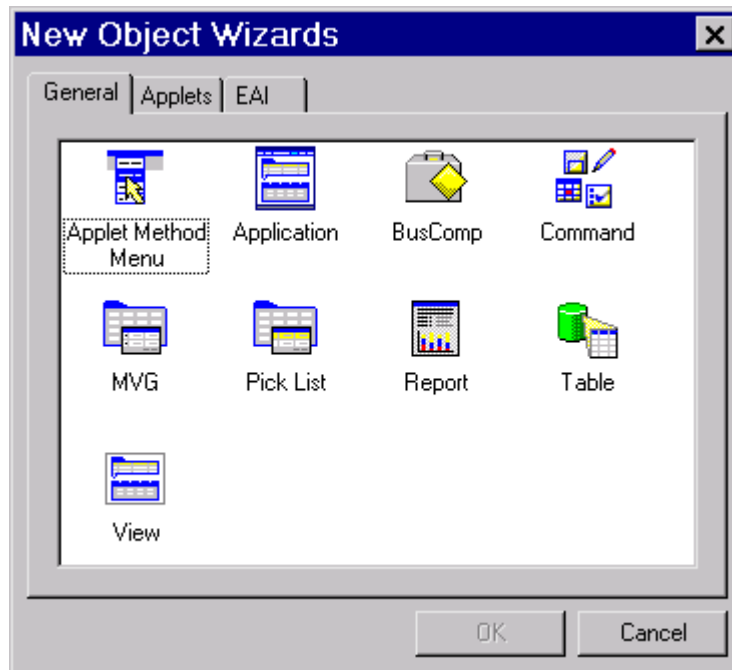 New Object Wizards
General Applets EAI
Applet Method Menu Application BusComp Command
MVG Pick List Report Table
View
OK Cancel